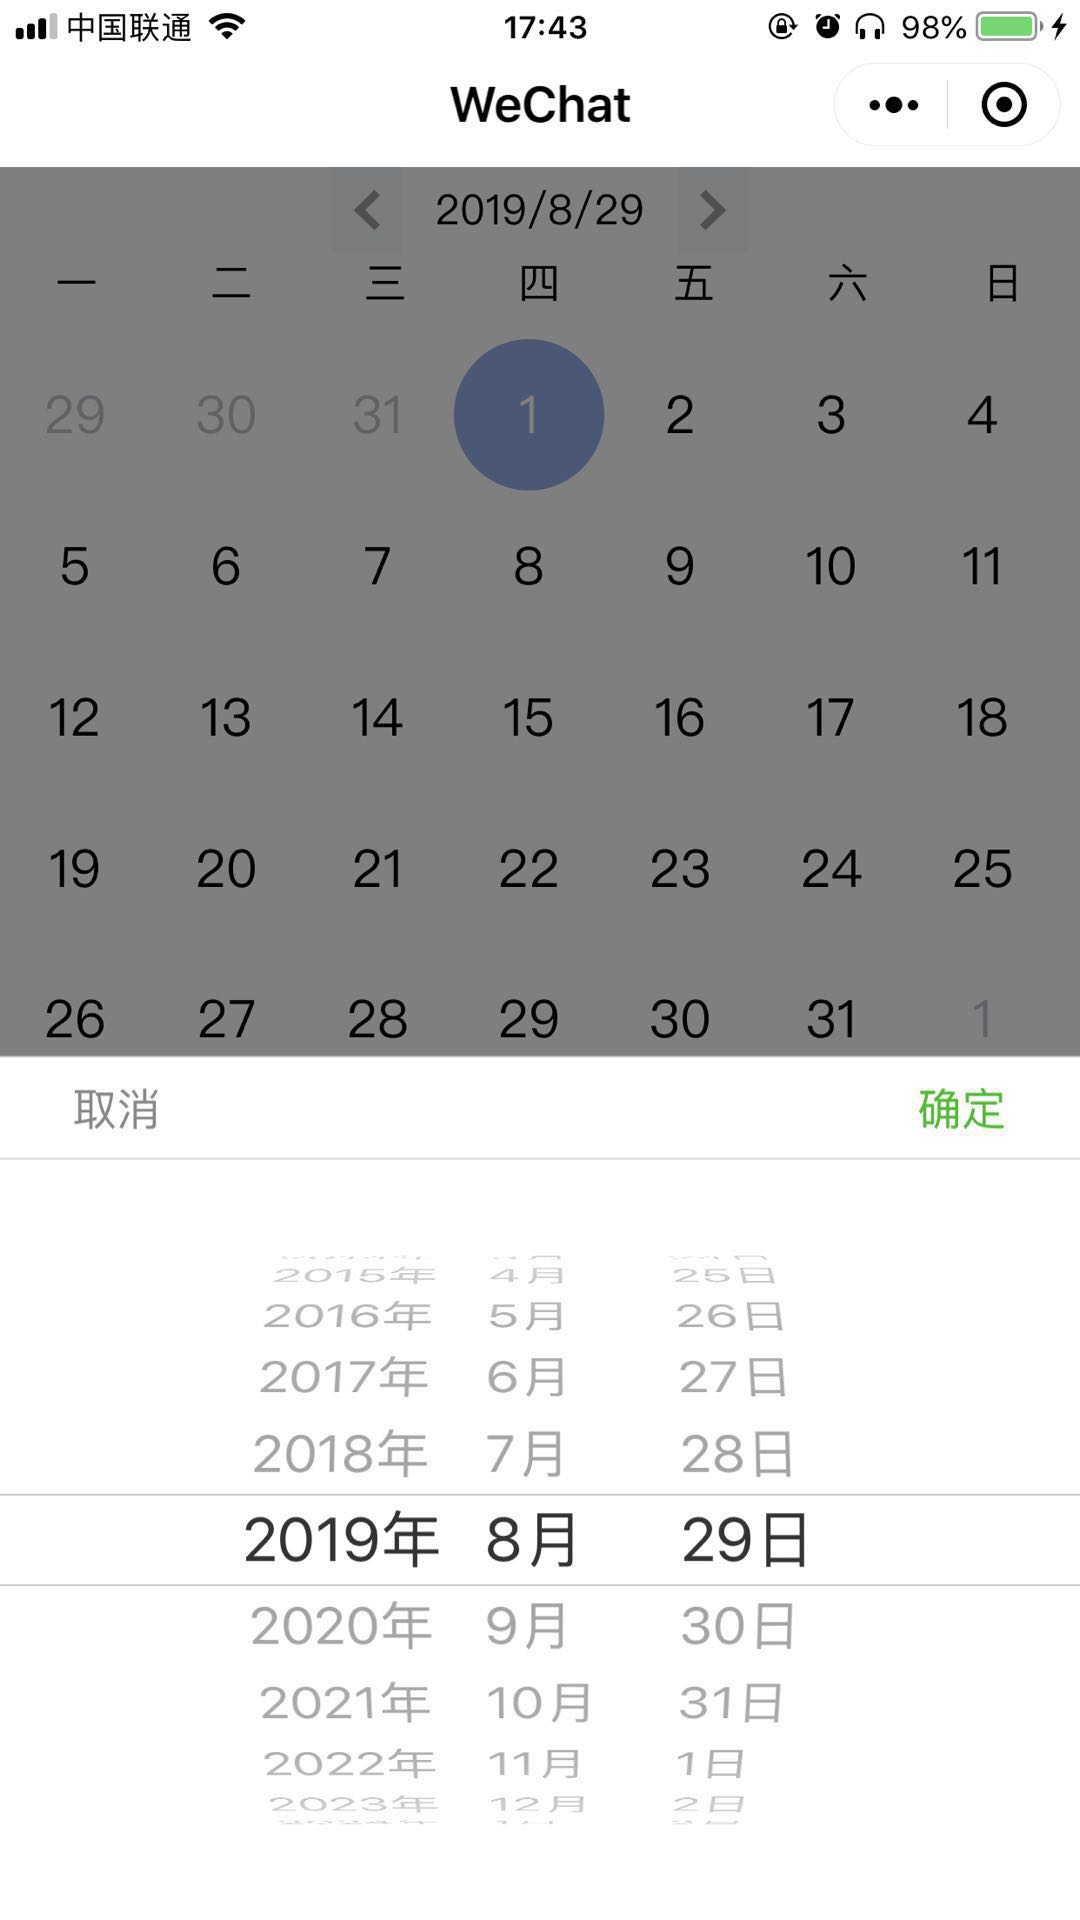 中国联通 17:43 98%
WeChat
2019/8/29
一 二 三 四 五 六 日
29 30 31 1 2 3 4
5 6 7 8 9 10 11
12 13 14 15 16 17 18
19 20 21 22 23 24 25
26 27 28 29 30 31 1
取消 确定
2015年 4月 25日
2016年 5月 26日
2017年 6月 27日
2018年 7月 28日
2019年 8月 29日
2020年 9月 30日
2021年 10月 31日
2022年 11月 1日
2023年 12月 2日